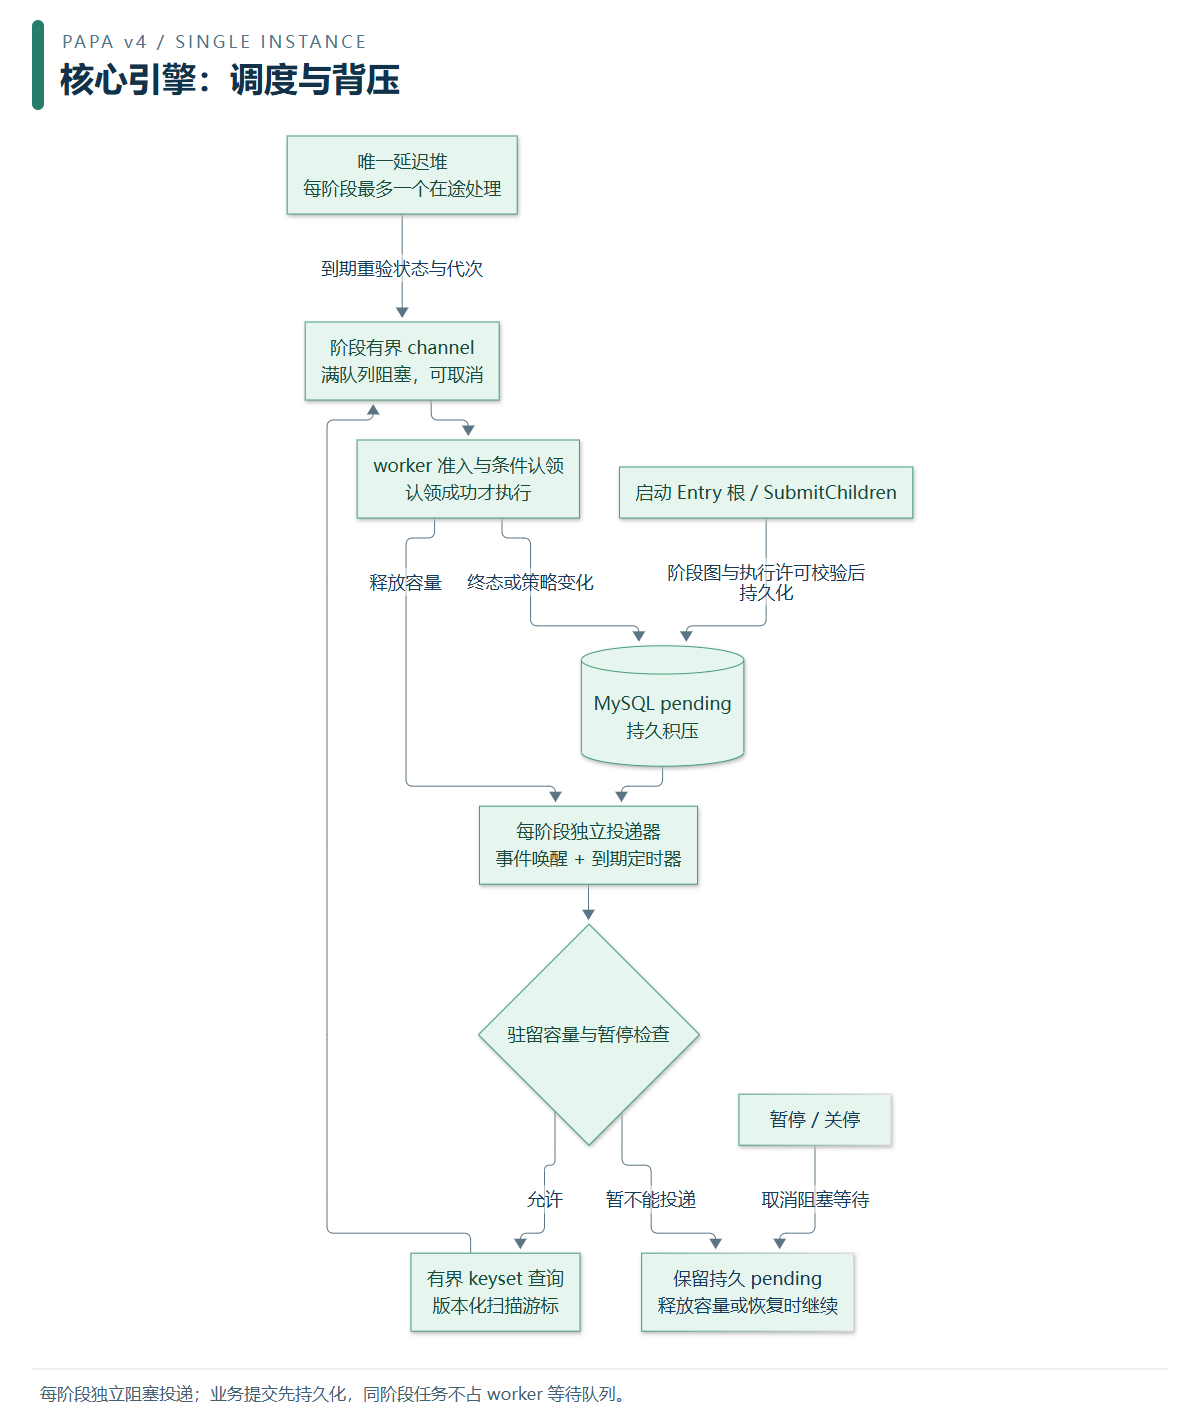 PAPA v4 / SINGLE INSTANCE
核心引擎：调度与背压
唯一延迟堆
每阶段最多一个在途处理
到期重验状态与代次
阶段有界 channel
满队列阻塞，可取消
worker 准入与条件认领
认领成功才执行
启动 Entry 根 / SubmitChildren
释放容量
终态或策略变化
阶段图与执行许可校验后
持久化
MySQL pending
持久积压
每阶段独立投递器
事件唤醒 + 到期定时器
驻留容量与暂停检查
暂停 / 关停
允许
暂不能投递
取消阻塞等待
有界 keyset 查询
版本化扫描游标
保留持久 pending
释放容量或恢复时继续
每阶段独立阻塞投递；业务提交先持久化，同阶段任务不占 worker 等待队列。